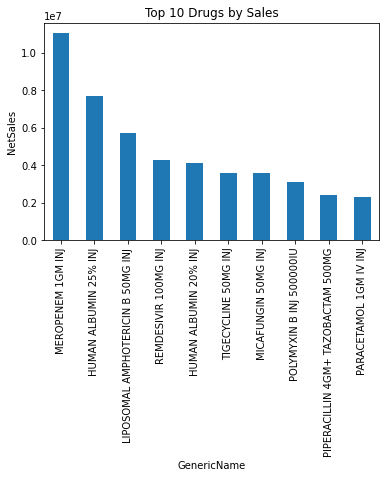 Top 10 Drugs by Sales
1e7
1.0
0.8
0.6
0.4
0.2
0.0
NetSales
MEROPENEM 1GM INJ
HUMAN ALBUMIN 25% INJ
LIPOSOMAL AMPHOTERICIN B 50MG INJ
REMDESIVIR 100MG INJ
HUMAN ALBUMIN 20% INJ
TIGECYCLINE 50MG INJ
MICAFUNGIN 50MG INJ
POLYMYXIN B INJ 500000IU
PIPERACILLIN 4GM+ TAZOBACTAM 500MG
PARACETAMOL 1GM IV INJ
GenericName